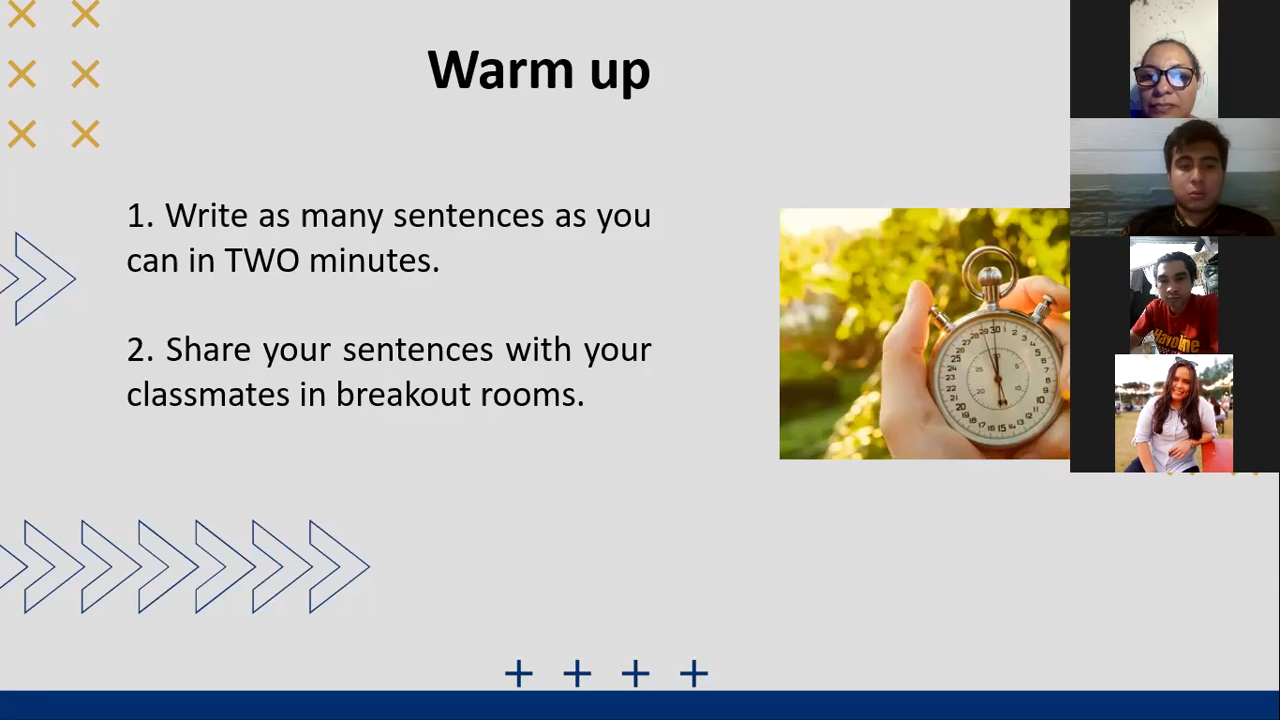 Warm up
1. Write as many sentences as you
can in TWO minutes.
2. Share your sentences with your
classmates in breakout rooms.
Havoline